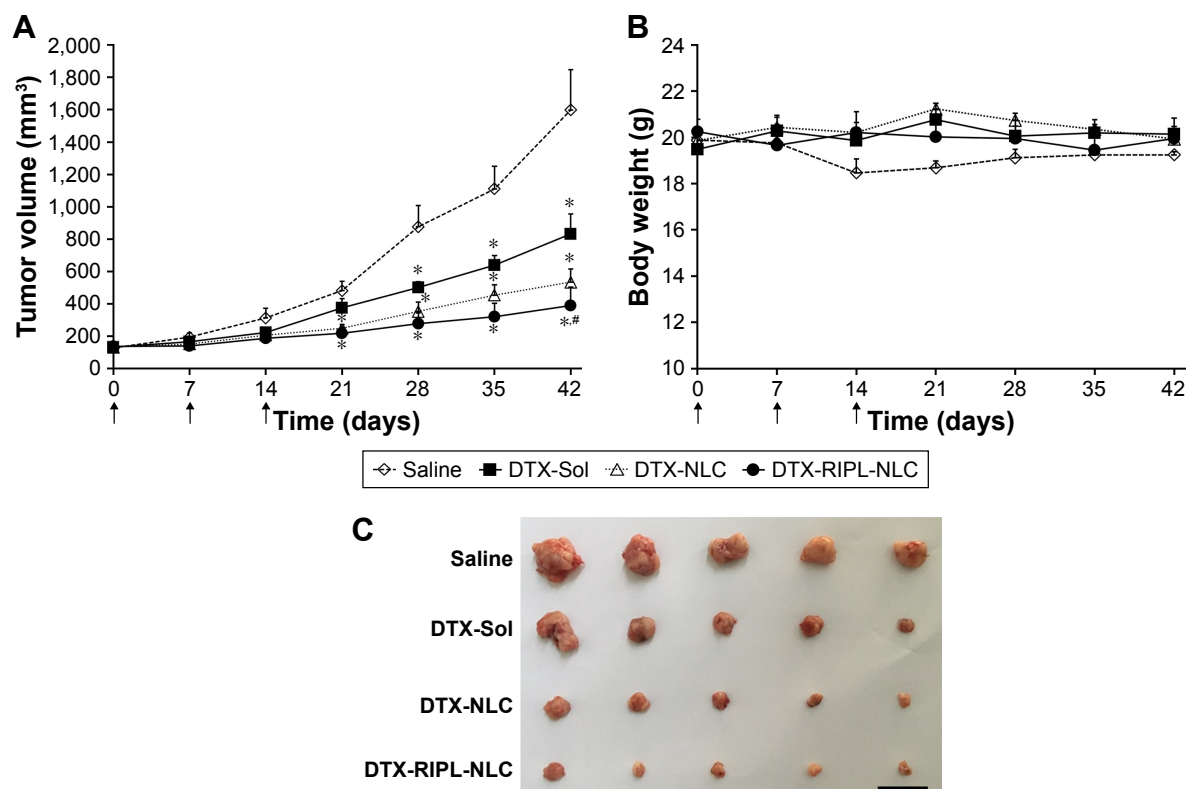 A
Tumor volume (mm³)
2,000
1,800
1,600
1,400
1,200
1,000
800
600
400
200
0
* * * * * * * * * * *,#
0 7 14 21 28 35 42
Time (days)
B
Body weight (g)
24
22
20
18
16
14
12
10
0 7 14 21 28 35 42
Time (days)
Saline DTX-Sol DTX-NLC DTX-RIPL-NLC
C
Saline
DTX-Sol
DTX-NLC
DTX-RIPL-NLC